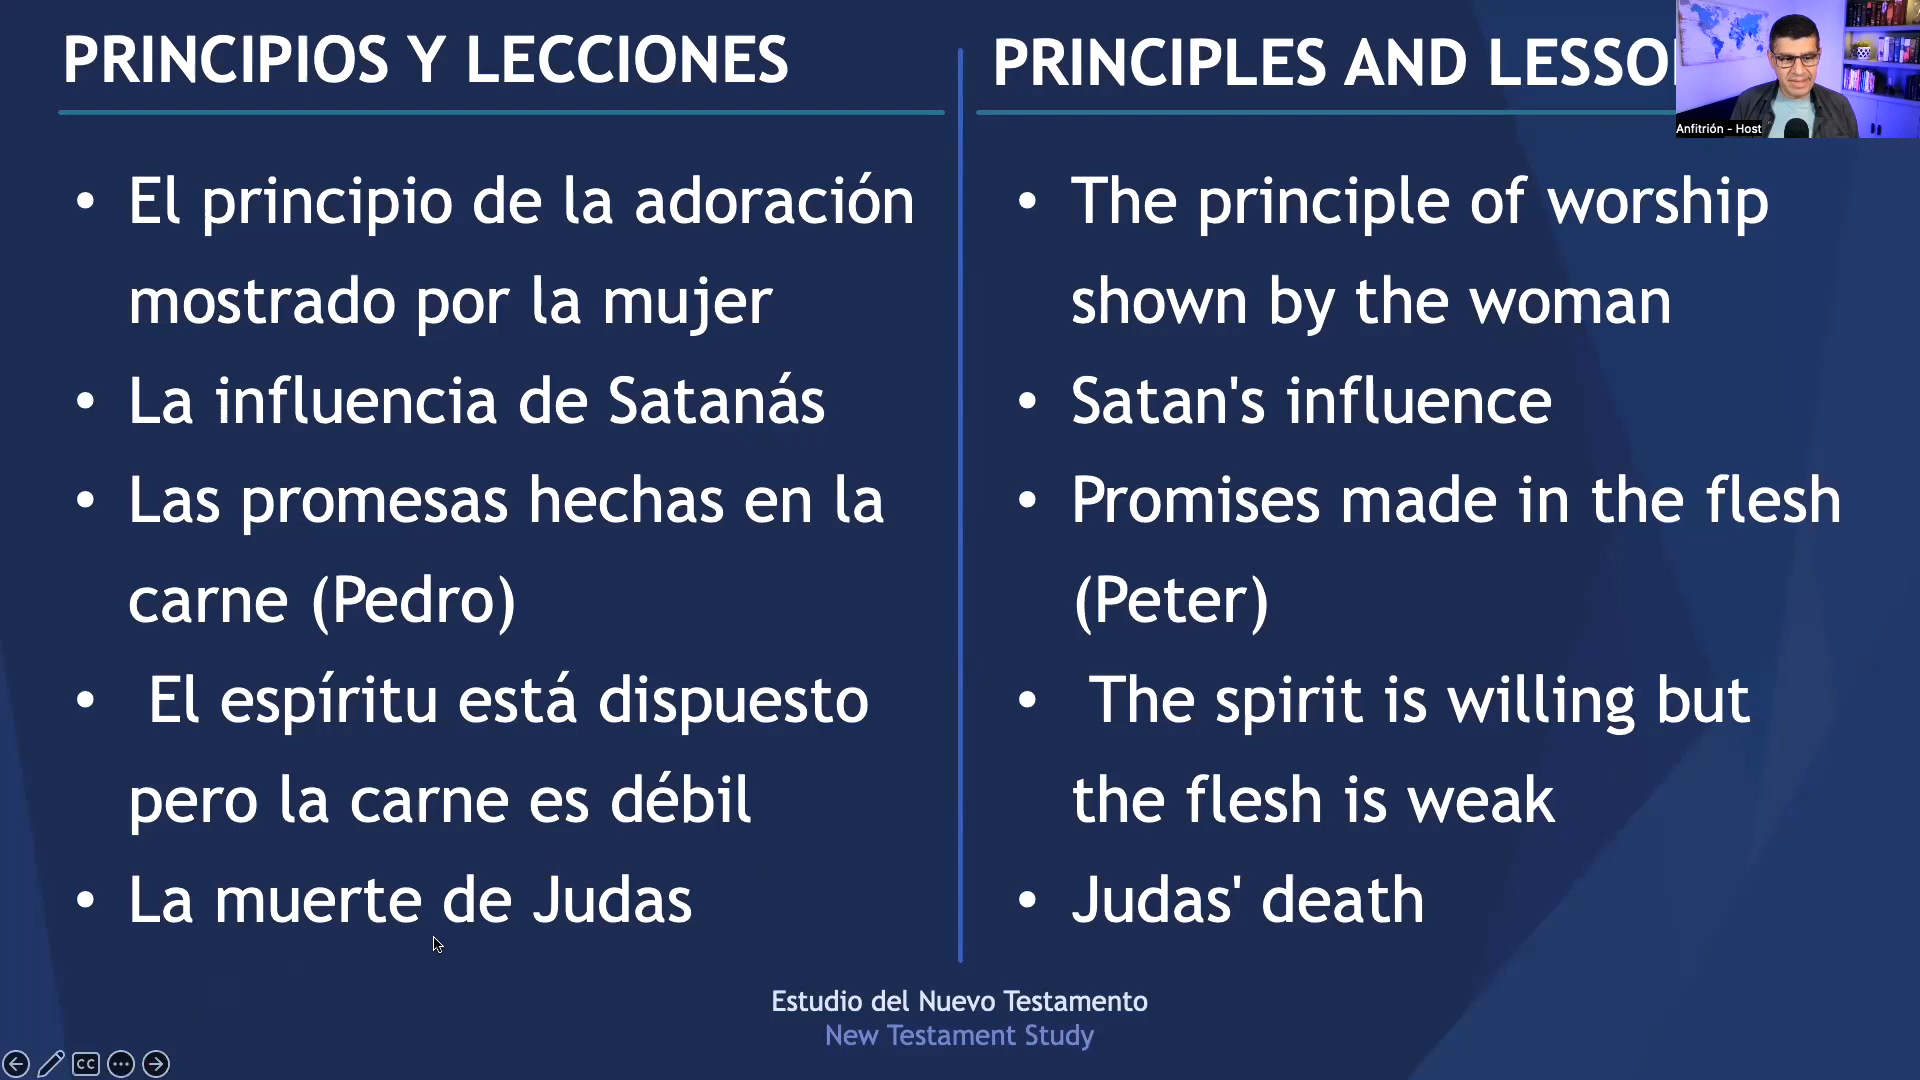 PRINCIPIOS Y LECCIONES
• El principio de la adoración
mostrado por la mujer
• La influencia de Satanás
• Las promesas hechas en la
carne (Pedro)
• El espíritu está dispuesto
pero la carne es débil
• La muerte de Judas
PRINCIPLES AND LESSO
• The principle of worship
shown by the woman
• Satan's influence
• Promises made in the flesh
(Peter)
• The spirit is willing but
the flesh is weak
• Judas' death
Anfitrión - Host
Estudio del Nuevo Testamento
New Testament Study
CC